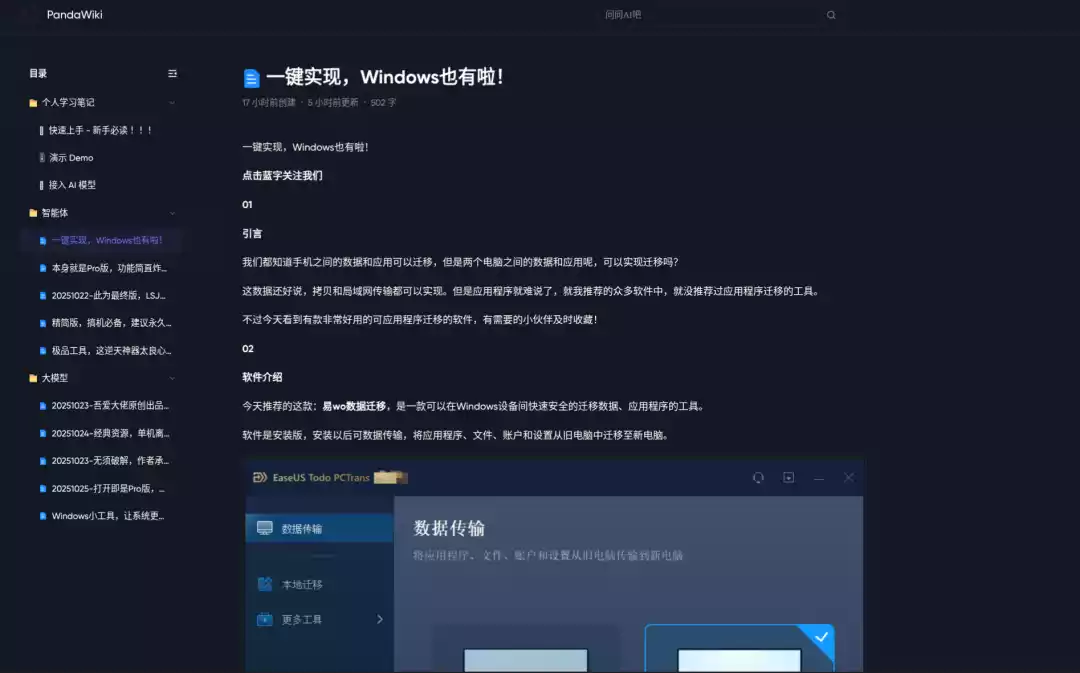 PandaWiki
问问AI吧
目录
个人学习笔记
快速上手 - 新手必读！！！
演示 Demo
接入 AI 模型
智能体
一键实现，Windows也有啦！
本身就是Pro版，功能简直炸...
20251022-此为最终版，LSJ...
精简版，搞机必备，建议永久...
极品工具，这逆天神器太良心...
大模型
20251023-吾爱大佬原创出品...
20251024-经典资源，单机离...
20251023-无须破解，作者承...
20251025-打开即是Pro版，...
Windows小工具，让系统更...
一键实现，Windows也有啦！
17 小时前创建 · 5 小时前更新 · 502 字
一键实现，Windows也有啦！
点击蓝字关注我们
01
引言
我们都知道手机之间的数据和应用可以迁移，但是两个电脑之间的数据和应用呢，可以实现迁移吗？
这数据还好说，拷贝和局域网传输都可以实现。但是应用程序就难说了，就我推荐的众多软件中，就没推荐过应用程序迁移的工具。
不过今天看到有款非常好用的可应用程序迁移的软件，有需要的小伙伴及时收藏！
02
软件介绍
今天推荐的这款：易wo数据迁移，是一款可以在Windows设备间快速安全的迁移数据、应用程序的工具。
软件是安装版，安装以后可数据传输，将应用程序、文件、账户和设置从旧电脑中迁移至新电脑。
EaseUS Todo PCTrans
数据传输
本地迁移
更多工具
数据传输
将应用程序、文件、账户和设置从旧电脑传输到新电脑